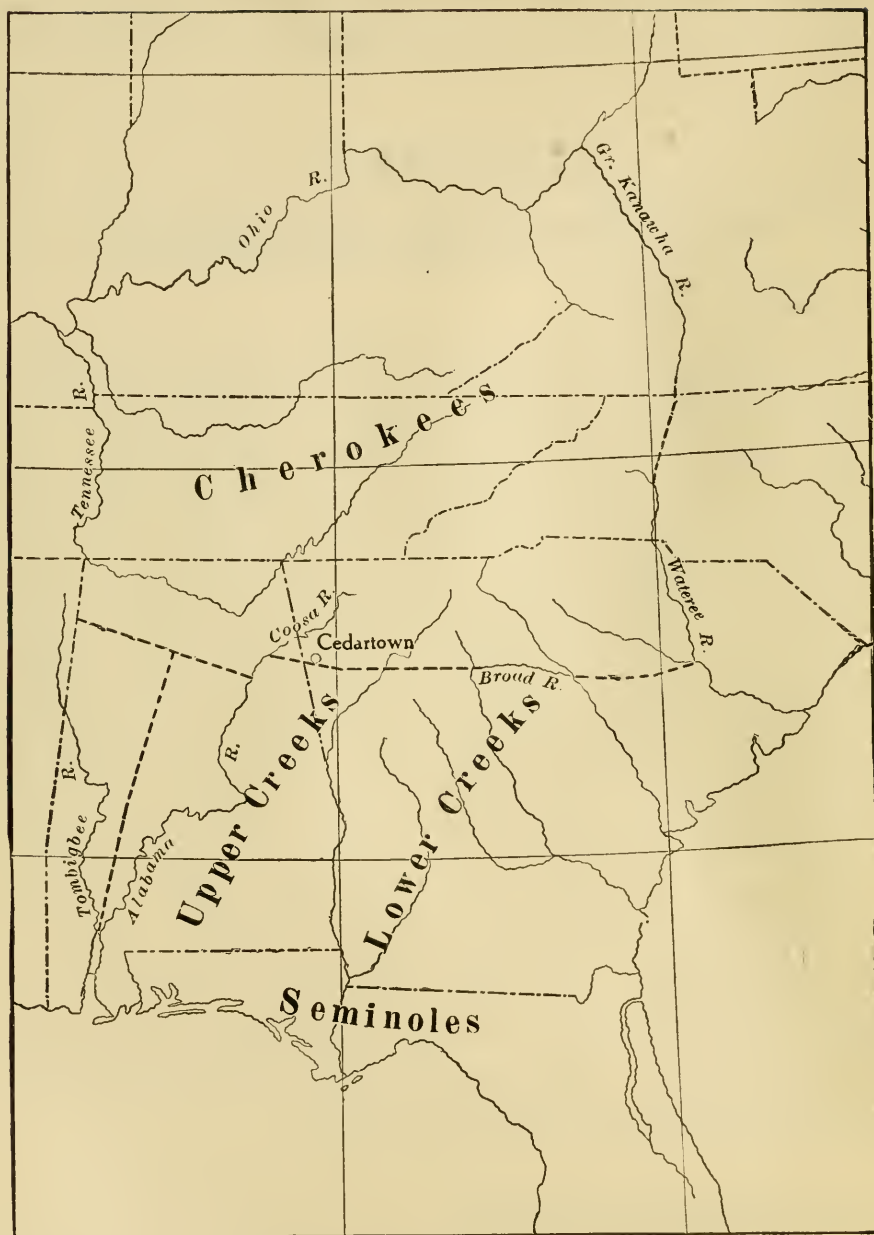 Gr. Kanawha R.
Ohio R.
Tennessee R.
Cherokees
Wateree R.
Coosa R.
Cedartown
Broad R.
Upper Creeks
Lower Creeks
Tombigbee R.
Alabama
Seminoles